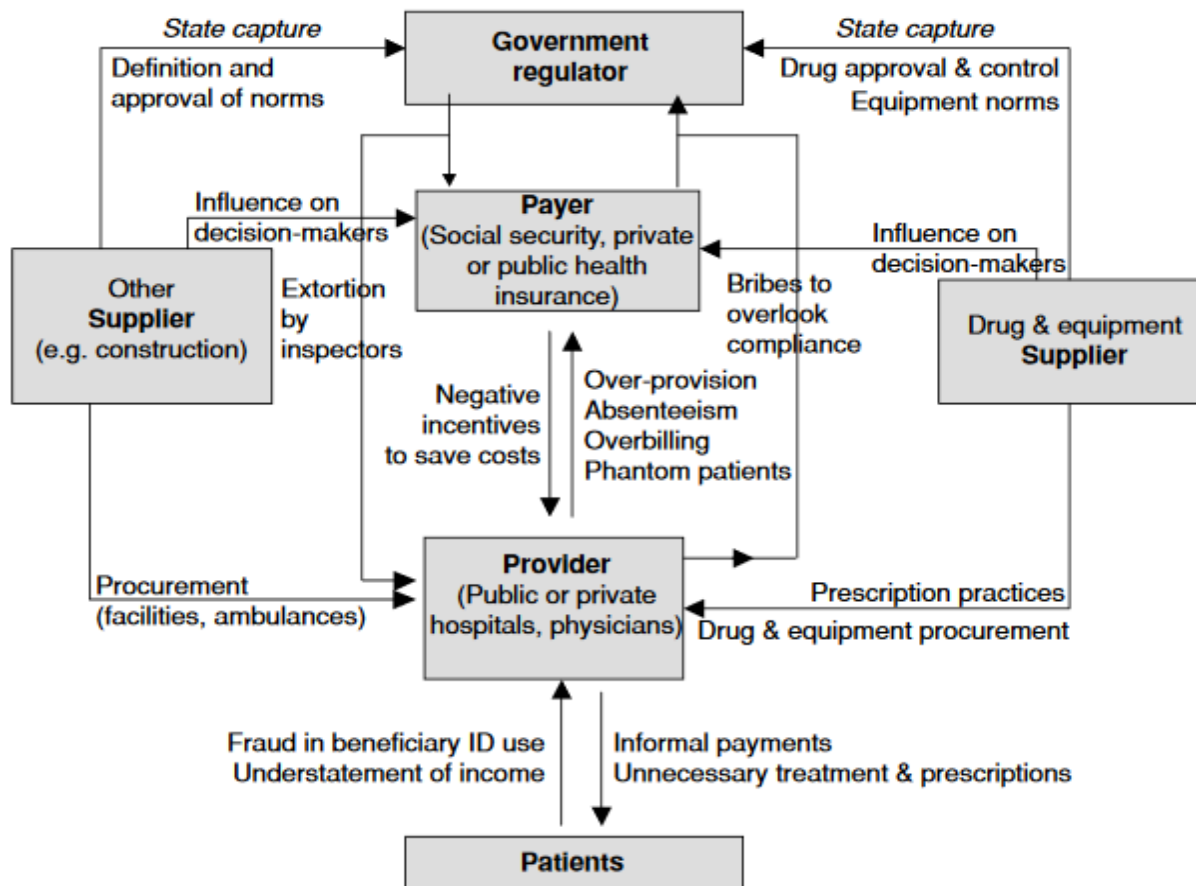 State capture
Definition and
approval of norms
Government
regulator
State capture
Drug approval & control
Equipment norms
Influence on
decision-makers
Payer
(Social security, private
or public health
insurance)
Influence on
decision-makers
Other
Supplier
(e.g. construction)
Extortion
by
inspectors
Bribes to
overlook
compliance
Drug & equipment
Supplier
Negative
incentives
to save costs
Over-provision
Absenteeism
Overbilling
Phantom patients
Procurement
(facilities, ambulances)
Provider
(Public or private
hospitals, physicians)
Prescription practices
Drug & equipment procurement
Fraud in beneficiary ID use
Understatement of income
Informal payments
Unnecessary treatment & prescriptions
Patients